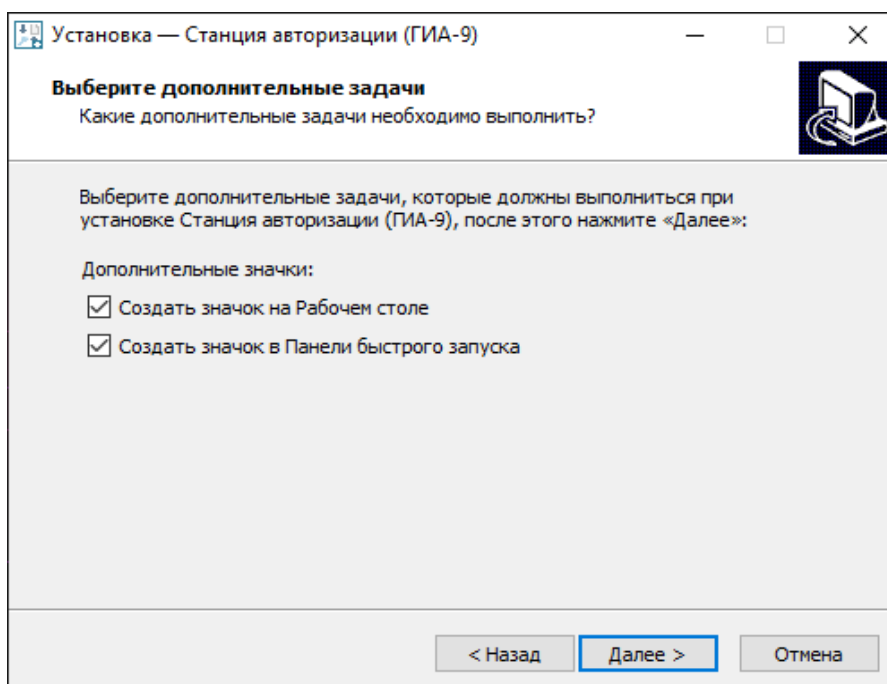 Установка — Станция авторизации (ГИА-9)
Выберите дополнительные задачи
Какие дополнительные задачи необходимо выполнить?
Выберите дополнительные задачи, которые должны выполниться при
установке Станция авторизации (ГИА-9), после этого нажмите «Далее»:
Дополнительные значки:
Создать значок на Рабочем столе
Создать значок в Панели быстрого запуска
< Назад
Далее >
Отмена